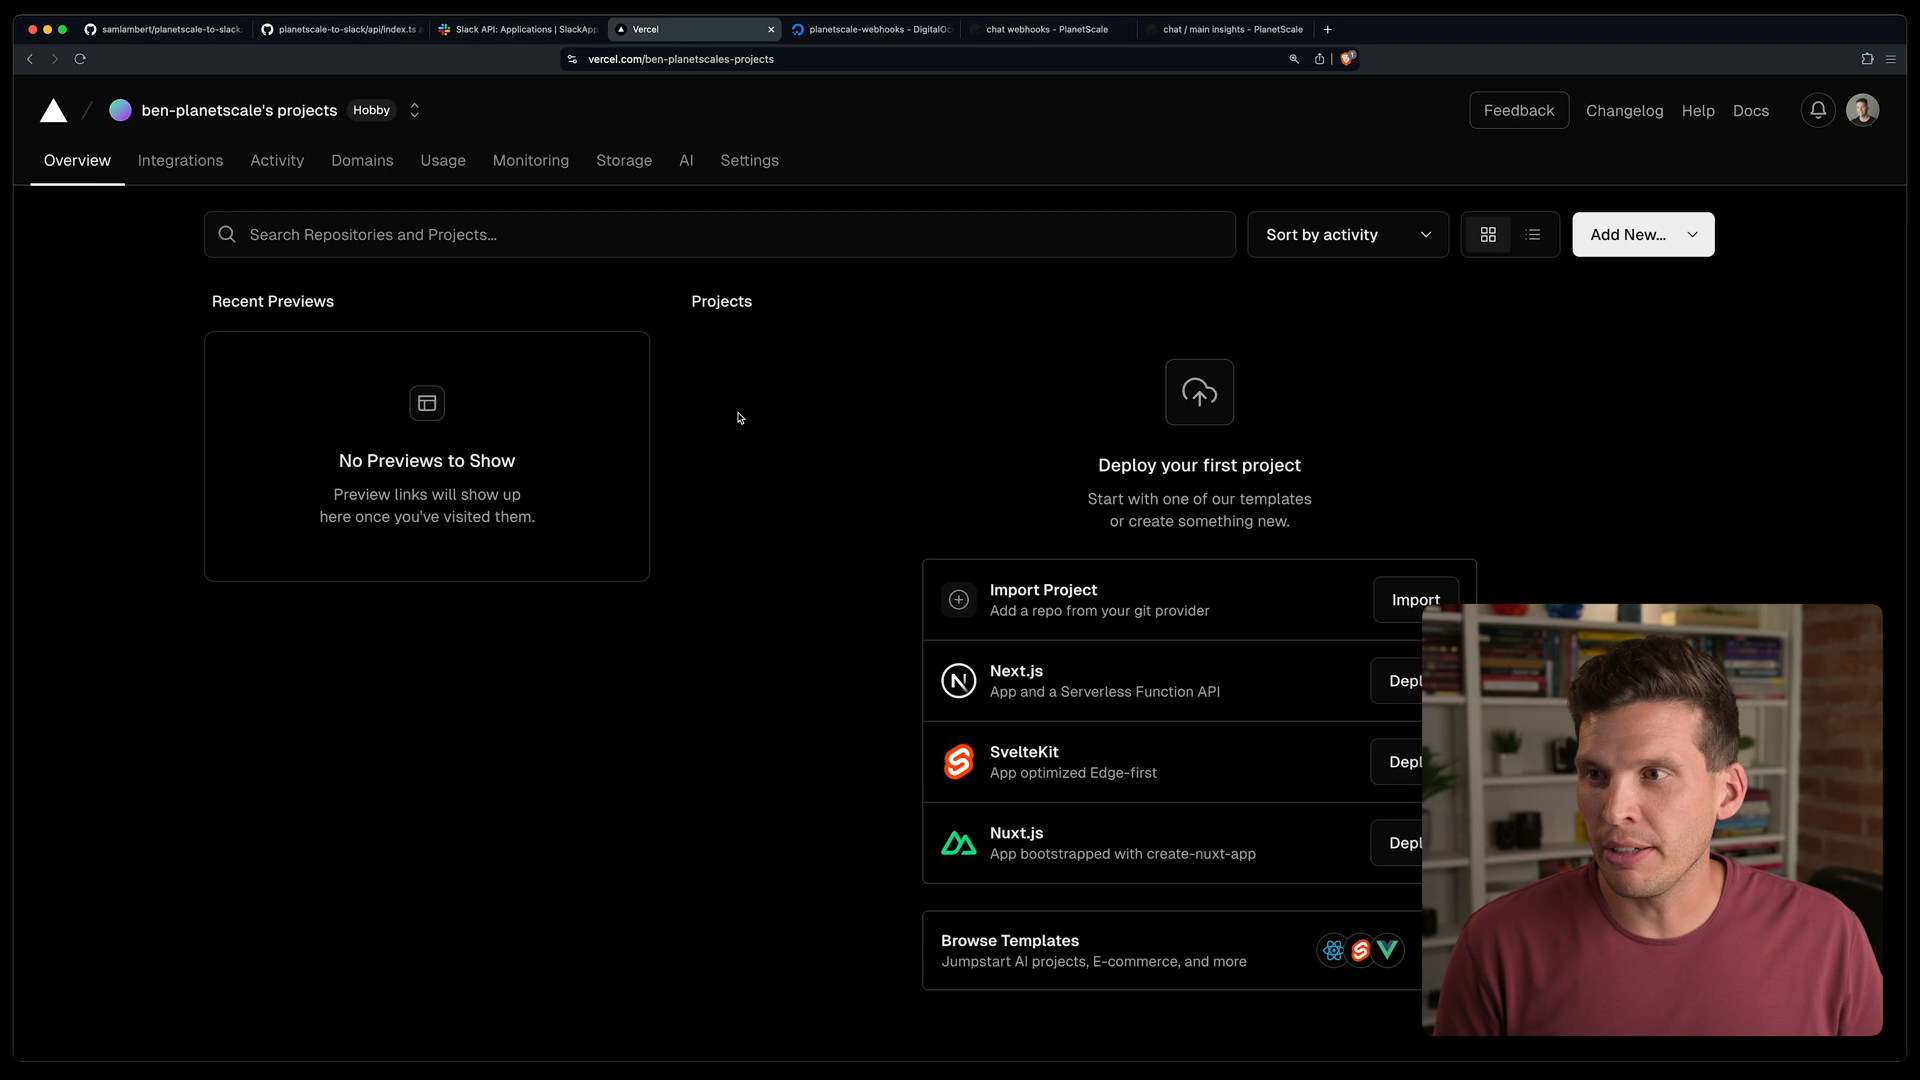 samlambert/planetscale-to-slack:
planetscale-to-slack/api/index.ts
Slack API: Applications | SlackApp
Vercel
planetscale-webhooks - DigitalOc
chat webhooks - PlanetScale
chat / main insights - PlanetScale
vercel.com/ben-planetscales-projects
1
ben-planetscale's projects
Hobby
Feedback
Changelog
Help
Docs
Overview
Integrations
Activity
Domains
Usage
Monitoring
Storage
AI
Settings
Search Repositories and Projects...
Sort by activity
Add New...
Recent Previews
Projects
No Previews to Show
Preview links will show up
here once you've visited them.
Deploy your first project
Start with one of our templates
or create something new.
Import Project
Add a repo from your git provider
Import
Next.js
App and a Serverless Function API
Depl
SvelteKit
App optimized Edge-first
Depl
Nuxt.js
App bootstrapped with create-nuxt-app
Depl
Browse Templates
Jumpstart AI projects, E-commerce, and more